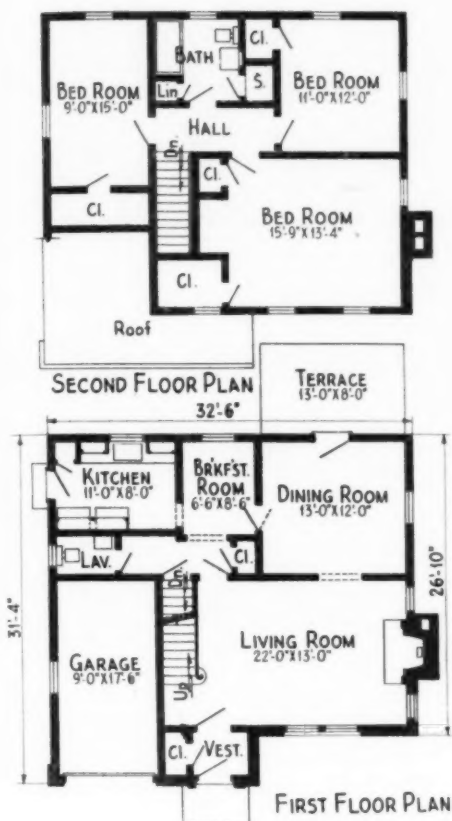 BATH
Cl.
BED ROOM
9'-0"X15'-0"
Lin.
S.
BED ROOM
11'-0"X12'-0"
HALL
Dn.
Cl.
Cl.
BED ROOM
15'-9"X13'-4"
Cl.
Roof
SECOND FLOOR PLAN
TERRACE
13'-0"X8'-0"
32'-6"
KITCHEN
11'-0"X8'-0"
BR'KF'ST.
ROOM
6'-6"X8'-6"
DINING ROOM
13'-0"X12'-0"
LAV.
Cl.
Dn.
31'-4"
26'-10"
GARAGE
9'-0"X17'-6"
LIVING ROOM
22'-0"X13'-0"
Up
Cl.
VEST.
FIRST FLOOR PLAN